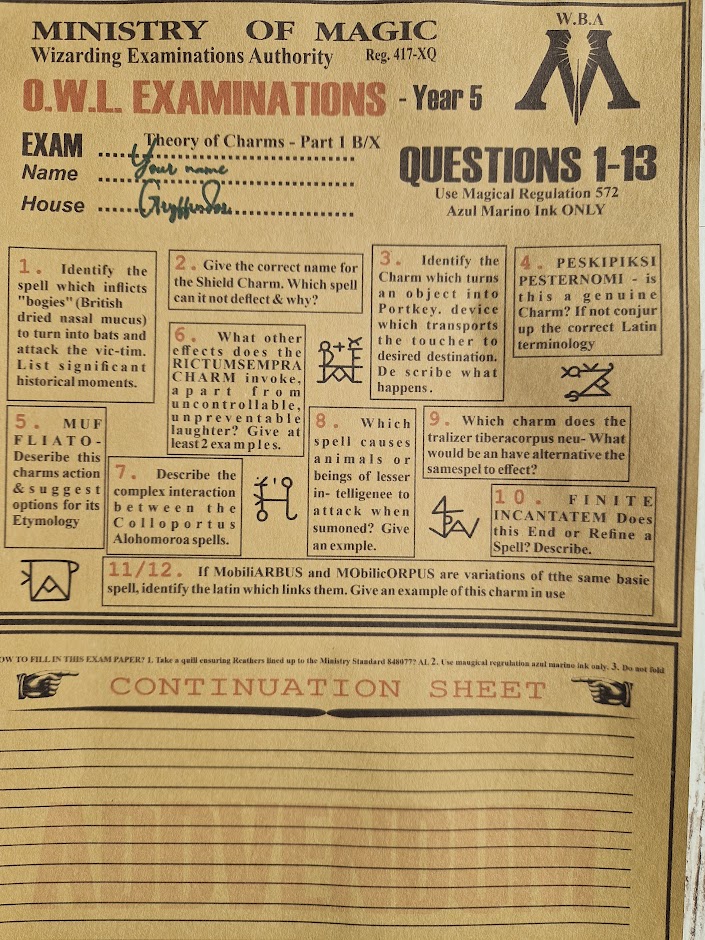 MINISTRY OF MAGIC
Wizarding Examinations Authority Reg. 417-XQ
W.B.A
O.W.L. EXAMINATIONS - Year 5
EXAM Theory of Charms - Part 1 B/X
Name Your name
House Gryffindor
QUESTIONS 1-13
Use Magical Regulation 572
Azul Marino Ink ONLY
1. Identify the
spell which inflicts
"bogies" (British
dried nasal mucus)
to turn into bats and
attack the vic-tim.
List significant
historical moments.
2. Give the correct name for
the Shield Charm. Which spell
can it not deflect & why?
3. Identify the
Charm which turns
an object into
Portkey. device
which transports
the toucher to
desired destination.
De scribe what
happens.
4. PESKIPIKSI
PESTERNOMI - is
this a genuine
Charm? If not conjur
up the correct Latin
terminology
5. MUF
FLIATO-
Deseribe this
charms action
& suggest
options for its
Etymology
6. What other
effects does the
RICTUMSEMPRA
CHARM invoke,
apart from
uncontrollable,
unpreventable
laughter? Give at
least 2 exa mples.
7. Describe the
complex interaction
between the
Colloportus
Alohomoroa spells.
8. Which
spell causes
animals or
beings of lesser
in- telligenee to
attack when
sumoned? Give
an exmple.
9. Which charm does the
tralizer tiberacorpus neu- What
would be an have alternative the
samespel to effect?
10. FINITE
INCANTATEM Does
this End or Refine a
Spell? Describe.
11/12. If MobiliARBUS and MObilicORPUS are variations of tthe same basie
spell, identify the latin which links them. Give an example of this charm in use
OW TO FILL IN THIS EXAM PAPER? 1. Take a quill ensuring Reathers lined up to the Ministry Standard 848077? AL 2. Use maugical regrulation azul marino ink only. 3. Do not fold
CONTINUATION SHEET